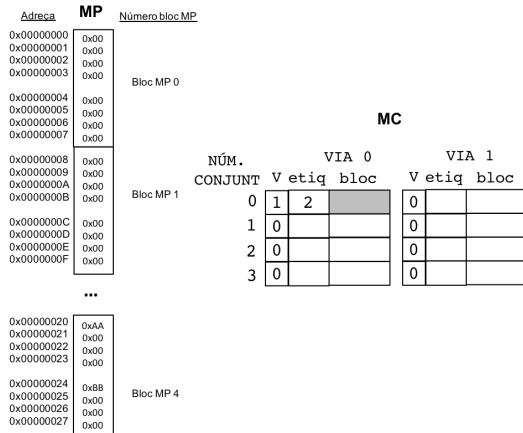 Adreça MP Número bloc MP
0x00000000 0x00
0x00000001 0x00
0x00000002 0x00
0x00000003 0x00
Bloc MP 0
0x00000004 0x00
0x00000005 0x00
0x00000006 0x00
0x00000007 0x00
0x00000008 0x00
0x00000009 0x00
0x0000000A 0x00
0x0000000B 0x00
Bloc MP 1
0x0000000C 0x00
0x0000000D 0x00
0x0000000E 0x00
0x0000000F 0x00
...
0x00000020 0xAA
0x00000021 0x00
0x00000022 0x00
0x00000023 0x00
0x00000024 0xBB
0x00000025 0x00
Bloc MP 4
0x00000026 0x00
0x00000027 0x00
MC
NÚM. VIA 0 VIA 1
CONJUNT V etiq bloc V etiq bloc
0 1 2 0
1 0 0
2 0 0
3 0 0